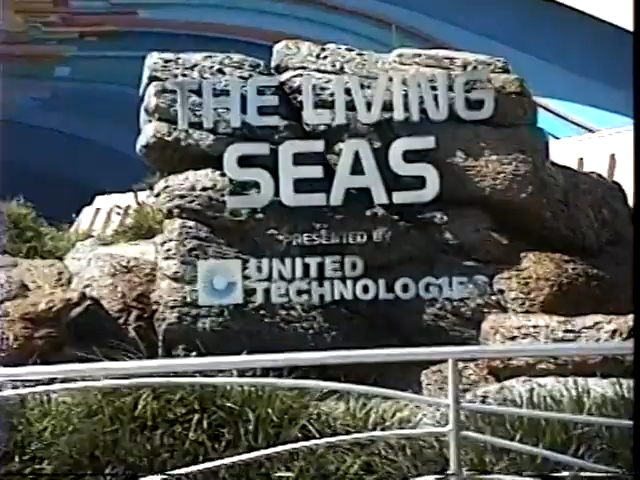 THE LIVING
SEAS
PRESENTED BY
UNITED
TECHNOLOGIES